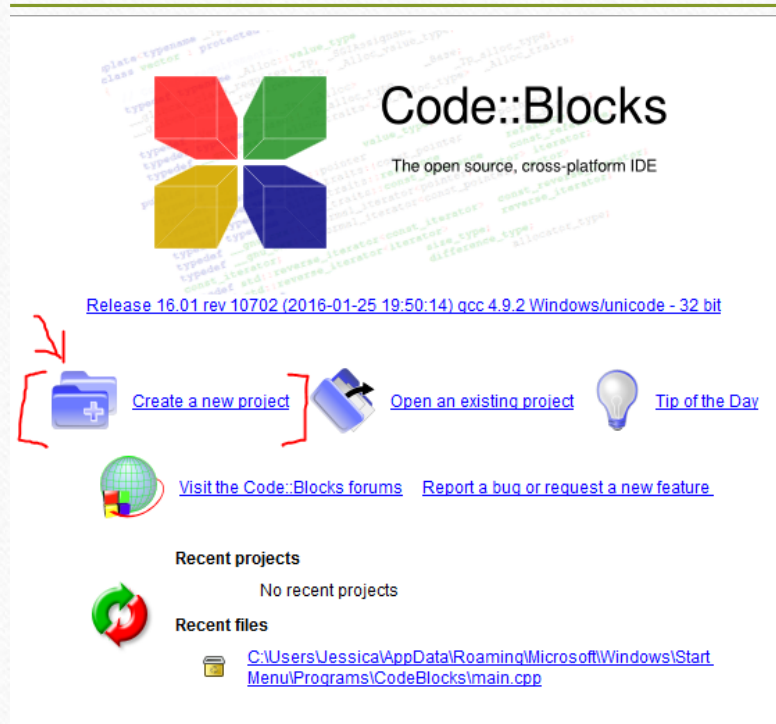 Code::Blocks
The open source, cross-platform IDE
Release 16.01 rev 10702 (2016-01-25 19:50:14) gcc 4.9.2 Windows/unicode - 32 bit
Create a new project Open an existing project Tip of the Day
Visit the Code::Blocks forums Report a bug or request a new feature
Recent projects
No recent projects
Recent files
C:\Users\Jessica\AppData\Roaming\Microsoft\Windows\Start
Menu\Programs\CodeBlocks\main.cpp